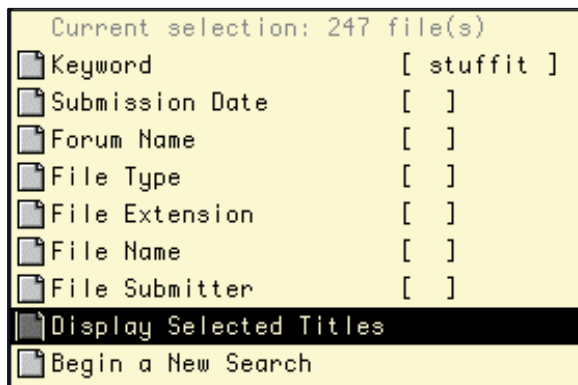 Current selection: 247 file(s)
Keyword [ stuffit ]
Submission Date [ ]
Forum Name [ ]
File Type [ ]
File Extension [ ]
File Name [ ]
File Submitter [ ]
Display Selected Titles
Begin a New Search